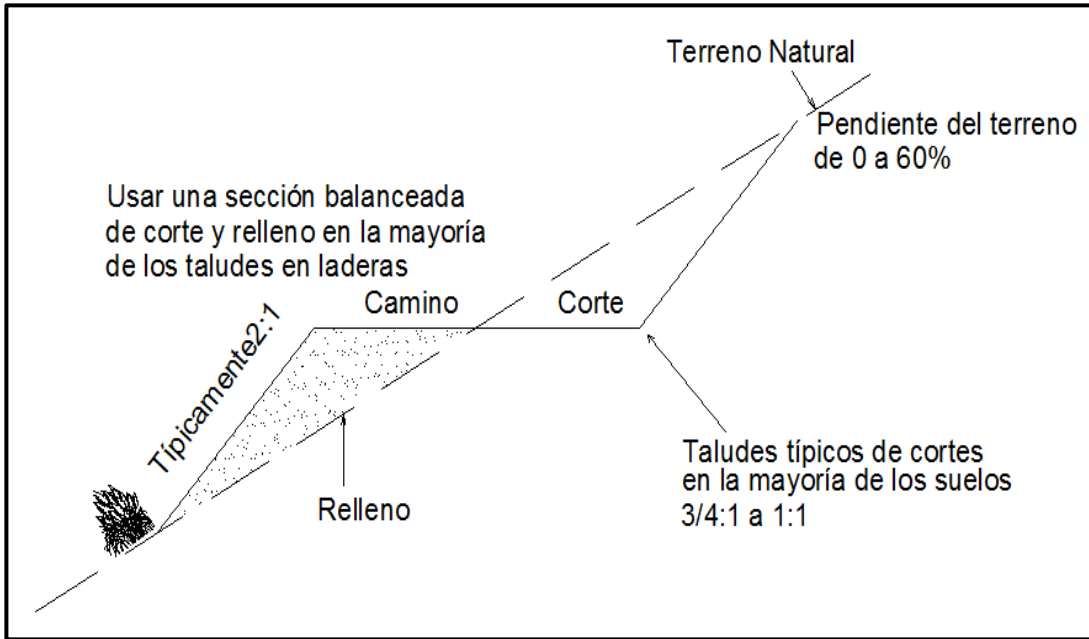 Terreno Natural
Pendiente del terreno
de 0 a 60%
Usar una sección balanceada
de corte y relleno en la mayoría
de los taludes en laderas
Camino
Corte
Típicamente2:1
Relleno
Taludes típicos de cortes
en la mayoría de los suelos
3/4:1 a 1:1